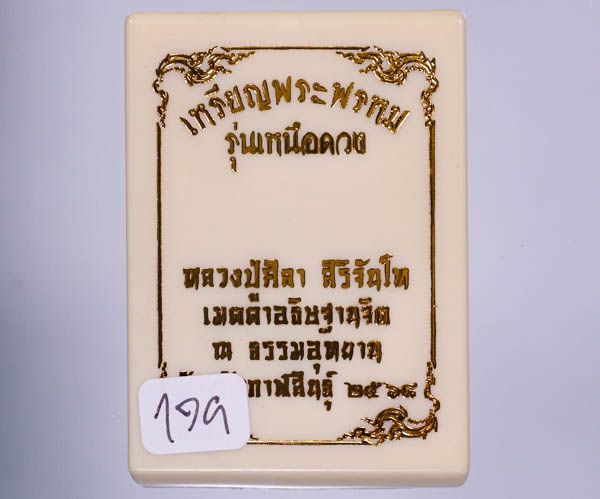 เหรียญพระพรหม
รุ่นเหนือดวง
หลวงปู่ศิลา สิริจันโท
เมตตาอธิษฐานจิต
ณ ธรรมอุทยาน
กาฬสินธุ์ ๒๕๖๘